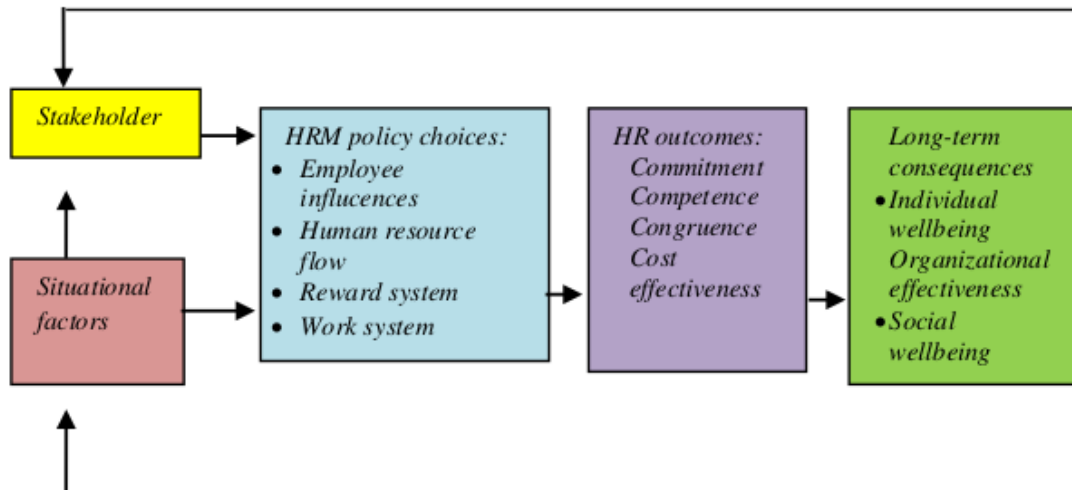 Stakeholder
Situational
factors
HRM policy choices:
• Employee
influcences
• Human resource
flow
• Reward system
• Work system
HR outcomes:
Commitment
Competence
Congruence
Cost
effectiveness
Long-term
consequences
•Individual
wellbeing
Organizational
effectiveness
•Social
wellbeing